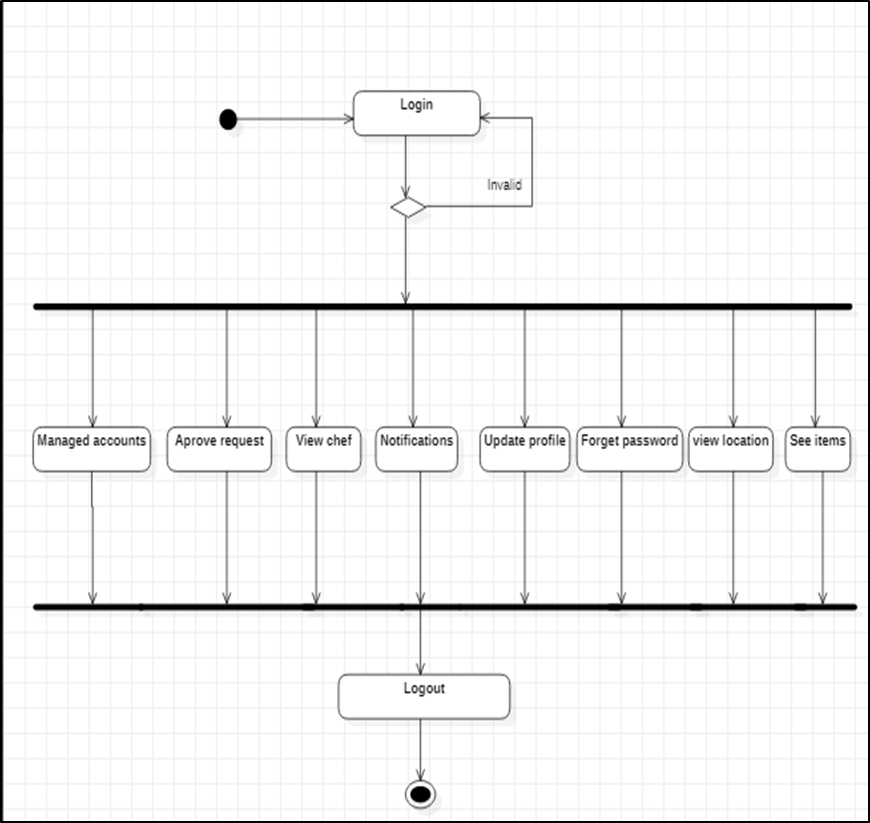 Login
Invalid
Managed accounts
Aprove request
View chef
Notifications
Update profile
Forget password
view location
See items
Logout